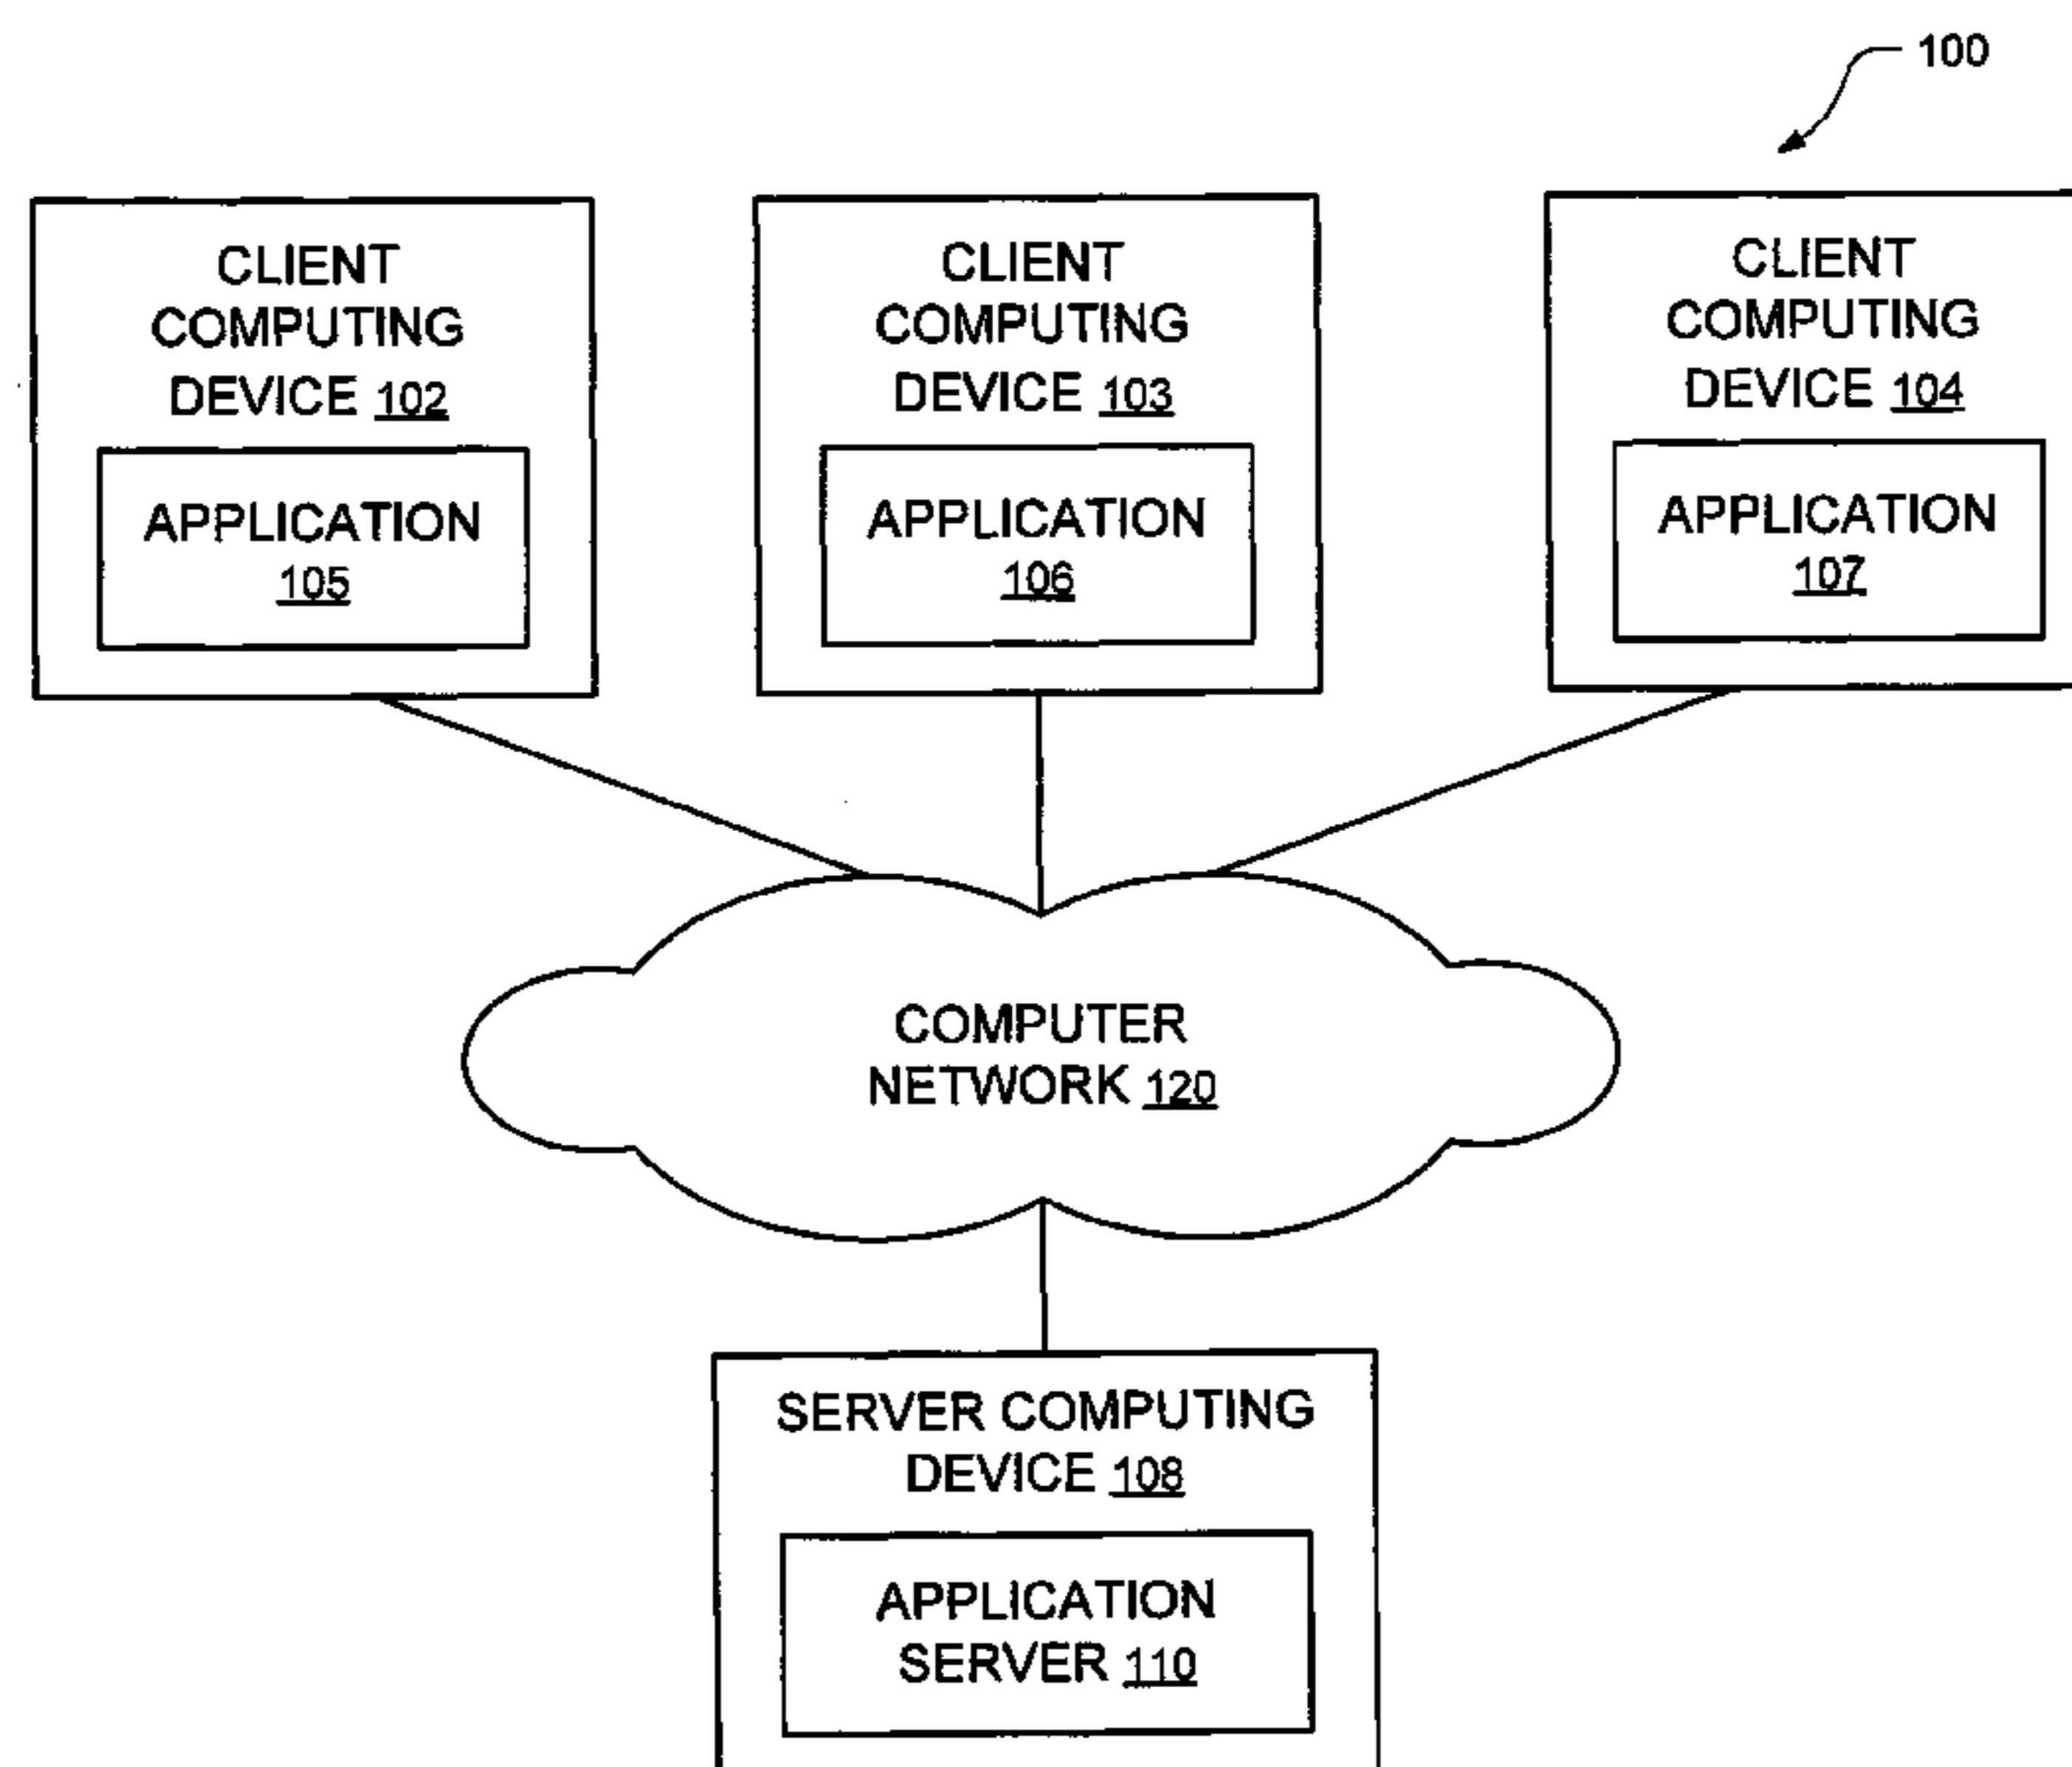 100
CLIENT
COMPUTING
DEVICE 102
APPLICATION
105
CLIENT
COMPUTING
DEVICE 103
APPLICATION
106
CLIENT
COMPUTING
DEVICE 104
APPLICATION
107
COMPUTER
NETWORK 120
SERVER COMPUTING
DEVICE 108
APPLICATION
SERVER 110